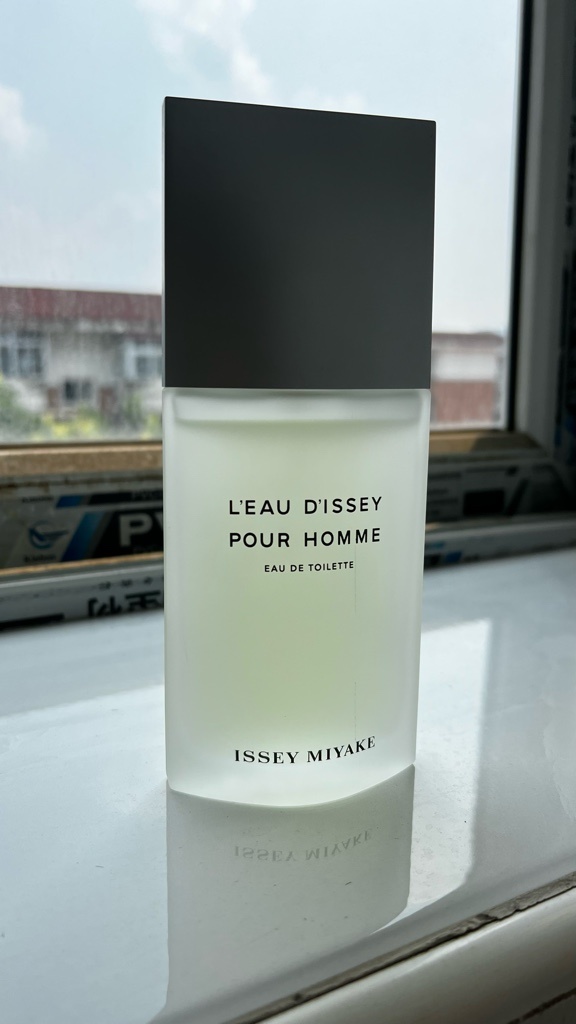 L'EAU D'ISSEY
POUR HOMME
EAU DE TOILETTE
ISSEY MIYAKE